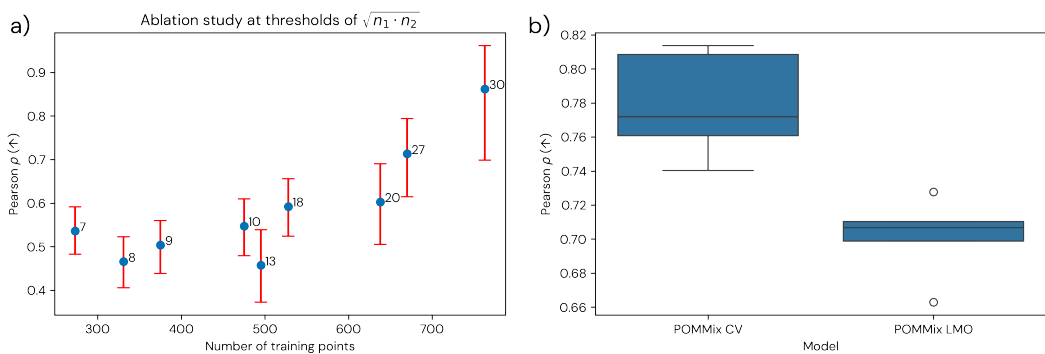 a)
Ablation study at thresholds of √n₁ · n₂
Pearson ρ (↑)
0.9
0.8
0.7
0.6
0.5
0.4
7
8
9
10
13
18
20
27
30
300 400 500 600 700
Number of training points
b)
Pearson ρ (↑)
0.82
0.80
0.78
0.76
0.74
0.72
0.70
0.68
0.66
POMMix CV POMMix LMO
Model